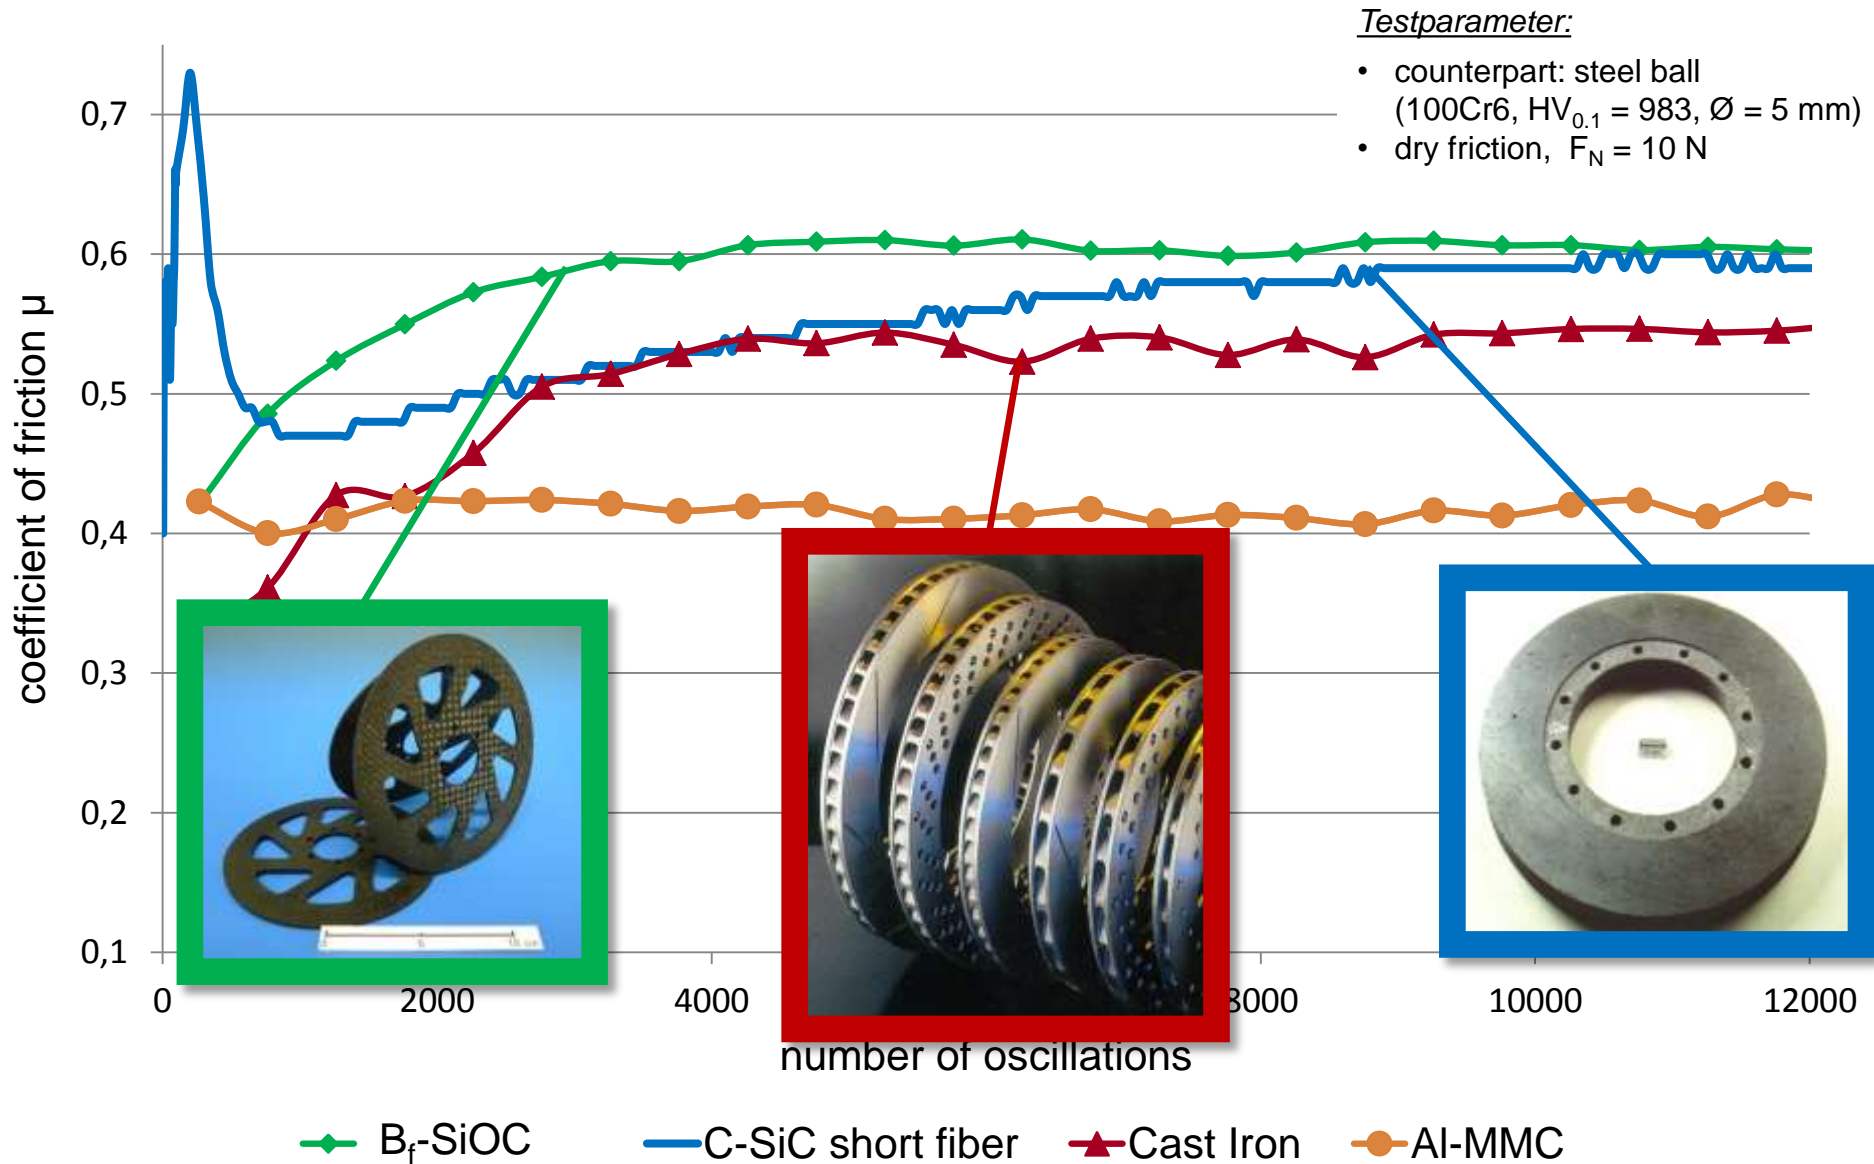 Testparameter:
• counterpart: steel ball
(100Cr6, HV0.1 = 983, Ø = 5 mm)
• dry friction, FN = 10 N
coefficient of friction µ
0,7
0,6
0,5
0,4
0,3
0,2
0,1
0 2000 4000 8000 10000 12000
number of oscillations
Bf-SiOC C-SiC short fiber Cast Iron Al-MMC